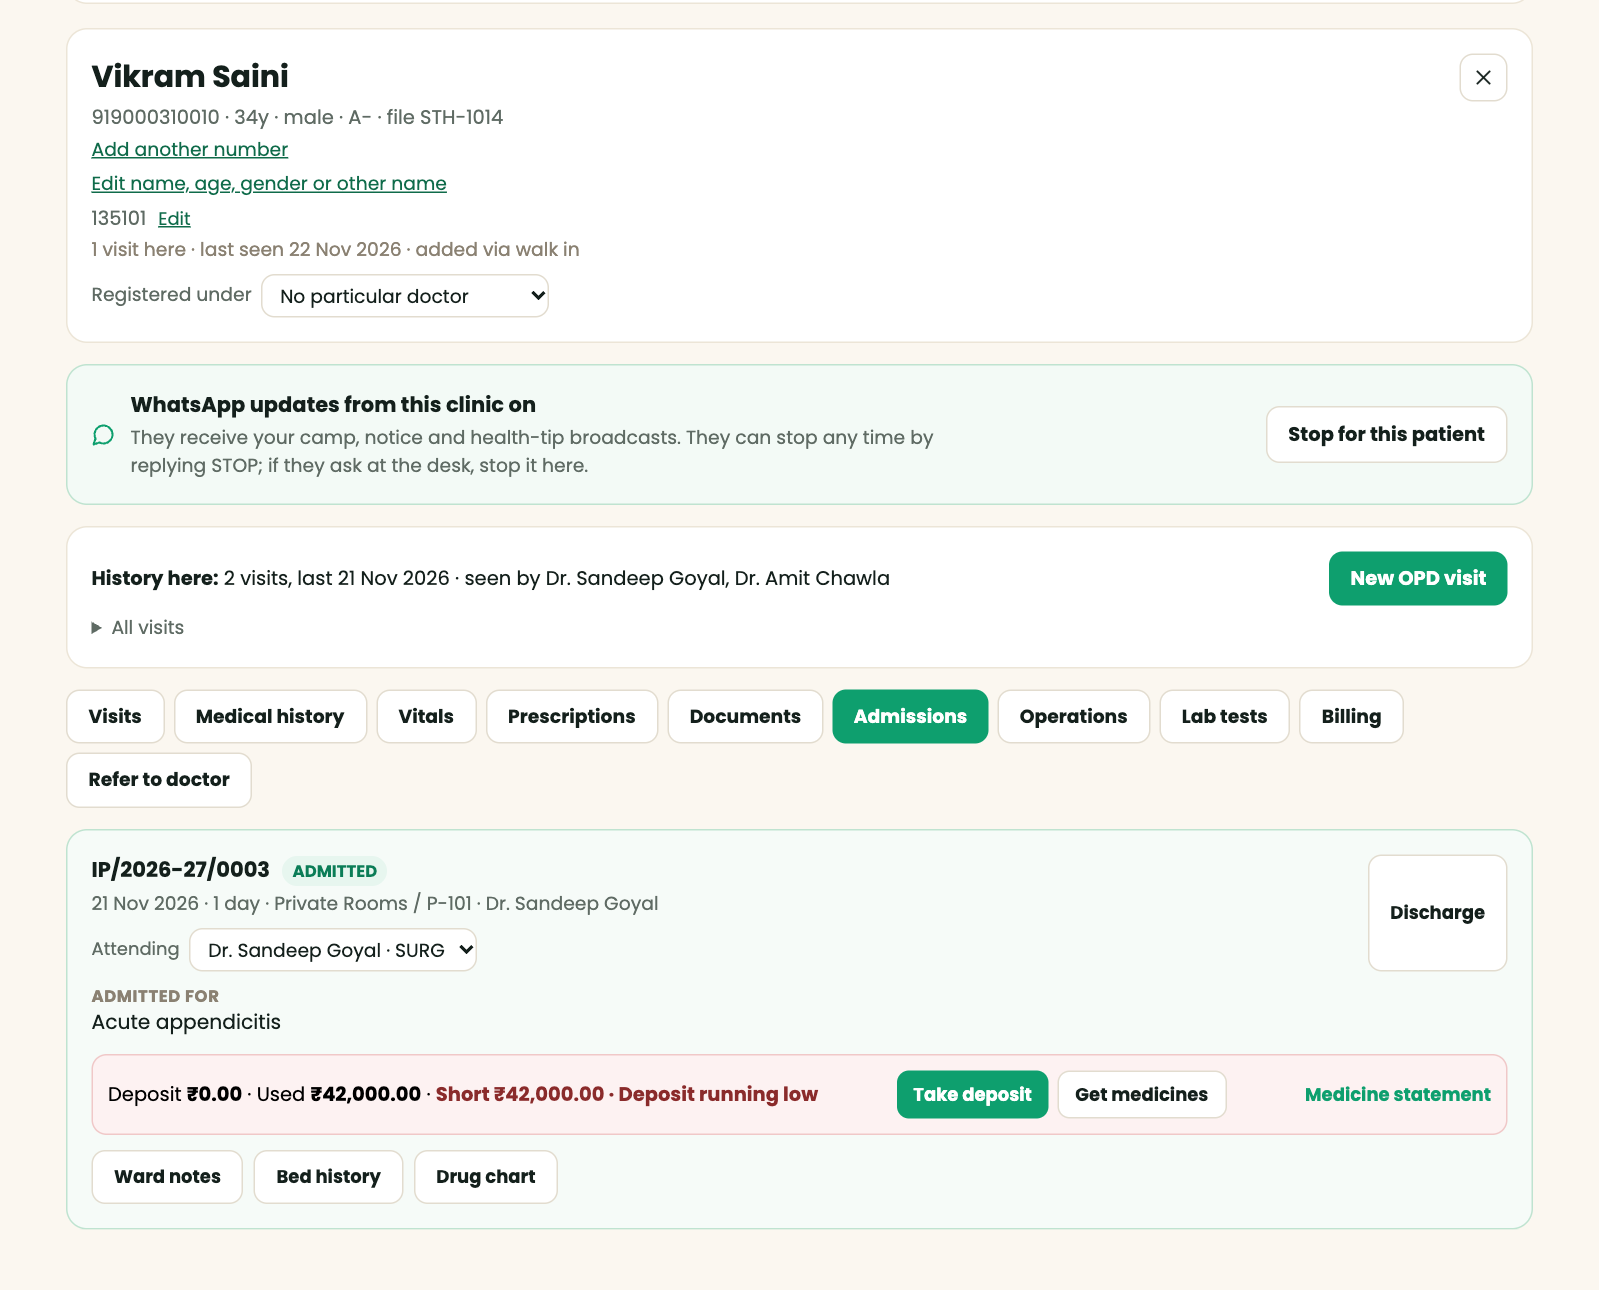 Vikram Saini
919000310010 · 34y · male · A- · file STH-1014
Add another number
Edit name, age, gender or other name
135101 Edit
1 visit here · last seen 22 Nov 2026 · added via walk in
Registered under No particular doctor
WhatsApp updates from this clinic on
They receive your camp, notice and health-tip broadcasts. They can stop any time by
replying STOP; if they ask at the desk, stop it here.
Stop for this patient
History here: 2 visits, last 21 Nov 2026 · seen by Dr. Sandeep Goyal, Dr. Amit Chawla
New OPD visit
All visits
Visits Medical history Vitals Prescriptions Documents Admissions Operations Lab tests Billing
Refer to doctor
IP/2026-27/0003 ADMITTED
21 Nov 2026 · 1 day · Private Rooms / P-101 · Dr. Sandeep Goyal
Discharge
Attending Dr. Sandeep Goyal · SURG
ADMITTED FOR
Acute appendicitis
Deposit ₹0.00 · Used ₹42,000.00 · Short ₹42,000.00 · Deposit running low Take deposit Get medicines Medicine statement
Ward notes Bed history Drug chart